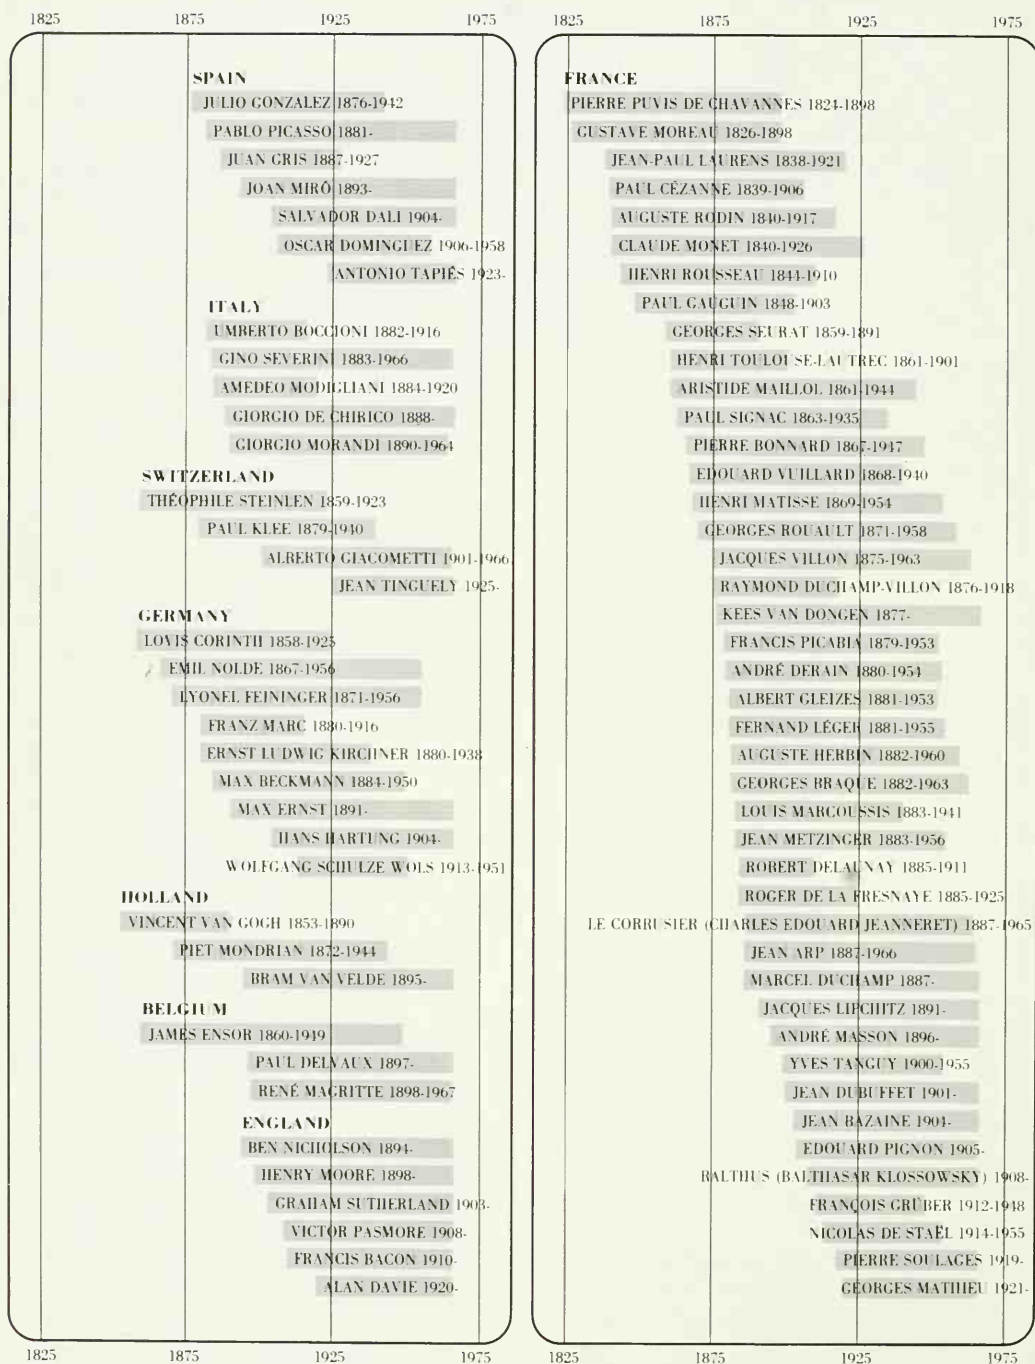 1825 1875 1925 1975
SPAIN
JULIO GONZALEZ 1876-1942
PABLO PICASSO 1881-
JUAN GRIS 1887-1927
JOAN MIRÓ 1893-
SALVADOR DALI 1904-
OSCAR DOMINGUEZ 1906-1958
ANTONIO TAPIÉS 1923-
ITALY
UMBERTO BOCCIONI 1882-1916
GINO SEVERINI 1883-1966
AMEDEO MODIGLIANI 1884-1920
GIORGIO DE CHIRICO 1888-
GIORGIO MORANDI 1890-1964
SWITZERLAND
THÉOPHILE STEINLEN 1859-1923
PAUL KLEE 1879-1940
ALBERTO GIACOMETTI 1901-1966
JEAN TINGUELY 1925-
GERMANY
LOVIS CORINTH 1858-1925
EMIL NOLDE 1867-1956
LYONEL FEININGER 1871-1956
FRANZ MARC 1880-1916
ERNST LUDWIG KIRCHNER 1880-1938
MAX BECKMANN 1884-1950
MAX ERNST 1891-
HANS HARTUNG 1904-
WOLFGANG SCHULZE WOLS 1913-1951
HOLLAND
VINCENT VAN GOGH 1853-1890
PIET MONDRIAN 1872-1944
BRAM VAN VELDE 1895-
BELGIUM
JAMES ENSOR 1860-1949
PAUL DELVAUX 1897-
RENÉ MAGRITTE 1898-1967
ENGLAND
BEN NICHOLSON 1894-
HENRY MOORE 1898-
GRAHAM SUTHERLAND 1903-
VICTOR PASMORE 1908-
FRANCIS BACON 1910-
ALAN DAVIE 1920-
1825 1875 1925 1975
1825 1875 1925 1975
FRANCE
PIERRE PUVIS DE CHAVANNES 1824-1898
GUSTAVE MOREAU 1826-1898
JEAN-PAUL LAURENS 1838-1921
PAUL CÉZANNE 1839-1906
AUGUSTE RODIN 1840-1917
CLAUDE MONET 1840-1926
HENRI ROUSSEAU 1844-1910
PAUL GAUGUIN 1848-1903
GEORGES SEURAT 1859-1891
HENRI TOULOUSE-LAUTREC 1861-1901
ARISTIDE MAILLOL 1861-1944
PAUL SIGNAC 1863-1935
PIERRE BONNARD 1867-1947
EDOUARD VUILLARD 1868-1940
HENRI MATISSE 1869-1954
GEORGES ROUAULT 1871-1958
JACQUES VILLON 1875-1963
RAYMOND DUCHAMP-VILLON 1876-1918
KEES VAN DONGEN 1877-
FRANCIS PICABIA 1879-1953
ANDRÉ DERAIN 1880-1954
ALBERT GLEIZES 1881-1953
FERNAND LÉGER 1881-1955
AUGUSTE HERBIN 1882-1960
GEORGES BRAQUE 1882-1963
LOUIS MARCOUSSIS 1883-1941
JEAN METZINGER 1883-1956
ROBERT DELAUNAY 1885-1911
ROGER DE LA FRESNAYE 1885-1925
LE CORRUSIER (CHARLES EDOUARD JEANNERET) 1887-1965
JEAN ARP 1887-1966
MARCEL DUCHAMP 1887-
JACQUES LIPCHITZ 1891-
ANDRÉ MASSON 1896-
YVES TANGUY 1900-1955
JEAN DUBUFFET 1901-
JEAN BAZAINE 1904-
EDOUARD PIGNON 1905-
BALTHUS (BALTHASAR KLOSSOWSKY) 1908-
FRANÇOIS GRÜBER 1912-1948
NICOLAS DE STAËL 1914-1955
PIERRE SOULAGES 1919-
GEORGES MATHIEU 1921-
1825 1875 1925 1975